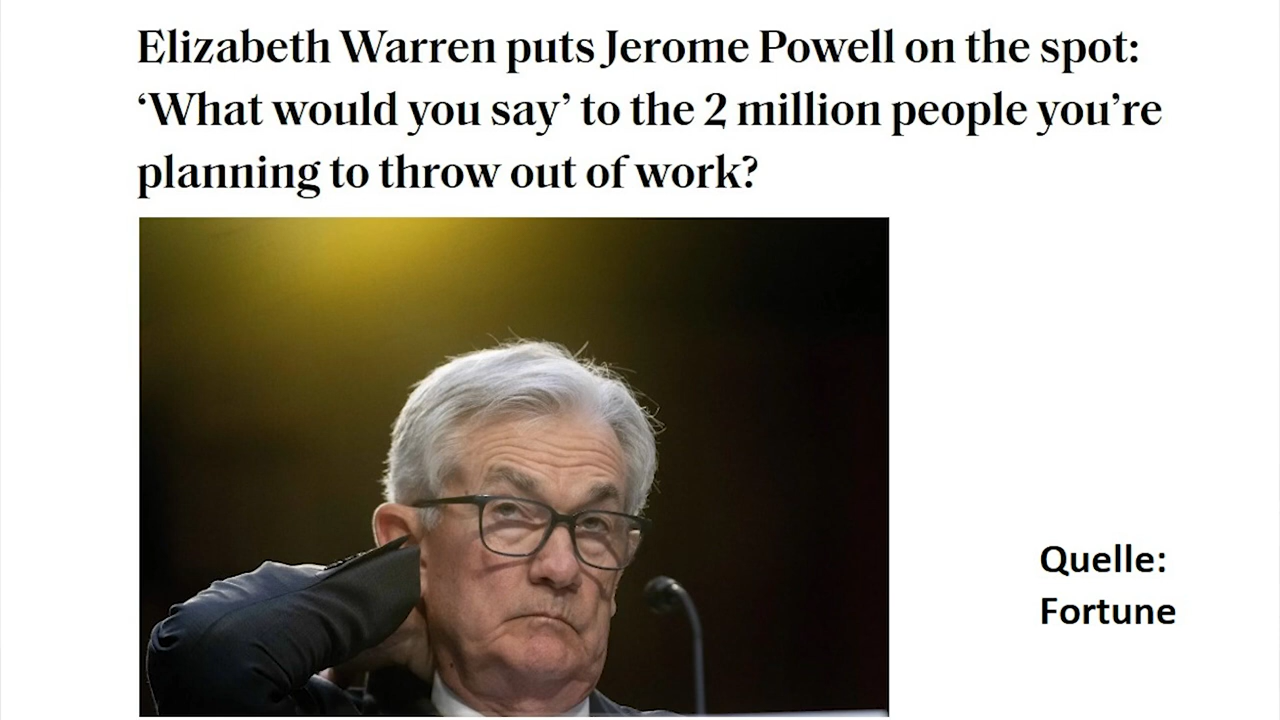 Elizabeth Warren puts Jerome Powell on the spot:
‘What would you say’ to the 2 million people you’re
planning to throw out of work?
Quelle:
Fortune